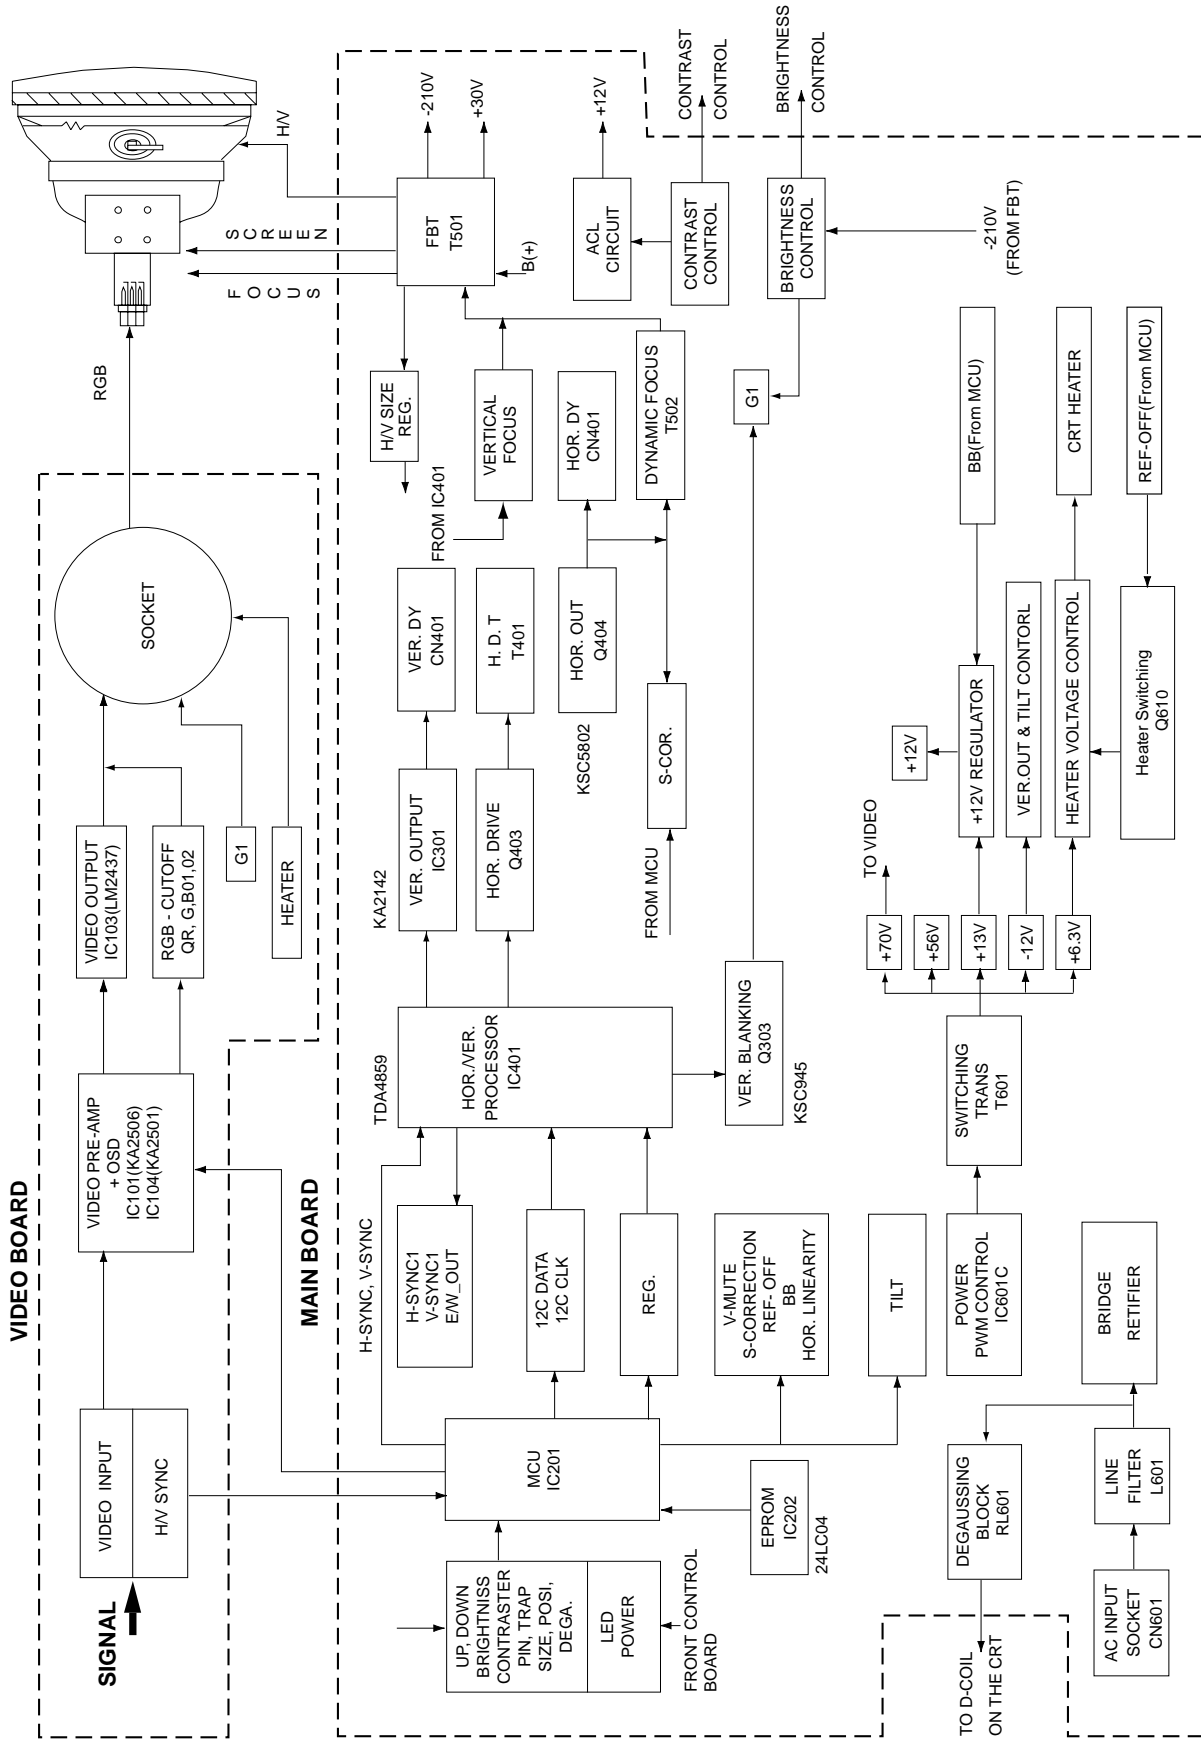 VIDEO BOARD
SIGNAL
VIDEO INPUT
H/V SYNC
VIDEO PRE-AMP
+ OSD
IC101(KA2506)
IC104(KA2501)
VIDEO OUTPUT
IC103(LM2437)
RGB - CUTOFF
QR, G,B01,02
G1
HEATER
SOCKET
RGB
FOCUS
SCREEN
H/V
MAIN BOARD
H-SYNC, V-SYNC
UP, DOWN
BRIGHTNISS
CONTRASTER
PIN, TRAP
SIZE, POSI,
DEGA.
LED
POWER
FRONT CONTROL
BOARD
MCU
IC201
EPROM
IC202
24LC04
H-SYNC1
V-SYNC1
E/W_OUT
12C DATA
12C CLK
REG.
V-MUTE
S-CORRECTION
REF- OFF
BB
HOR. LINEARITY
TILT
TDA4859
HOR./VER.
PROCESSOR
IC401
VER. BLANKING
Q303
KSC945
KA2142
VER. OUTPUT
IC301
HOR. DRIVE
Q403
VER. DY
CN401
H. D. T
T401
FROM MCU
S-COR.
KSC5802
HOR. OUT
Q404
HOR. DY
CN401
DYNAMIC FOCUS
T502
FROM IC401
VERTICAL
FOCUS
H/V SIZE
REG.
FBT
T501
B(+)
-210V
+30V
ACL
CIRCUIT
+12V
CONTRAST
CONTROL
CONTRAST
CONTROL
G1
BRIGHTNESS
CONTROL
BRIGHTNESS
CONTROL
-210V
(FROM FBT)
TO D-COIL
ON THE CRT
DEGAUSSING
BLOCK
RL601
AC INPUT
SOCKET
CN601
LINE
FILTER
L601
BRIDGE
RETIFIER
POWER
PWM CONTROL
IC601C
SWITCHING
TRANS
T601
+70V
+56V
+13V
-12V
+6.3V
TO VIDEO
+12V
+12V REGULATOR
VER.OUT & TILT CONTORL
HEATER VOLTAGE CONTROL
Heater Switching
Q610
BB(From MCU)
CRT HEATER
REF-OFF(From MCU)